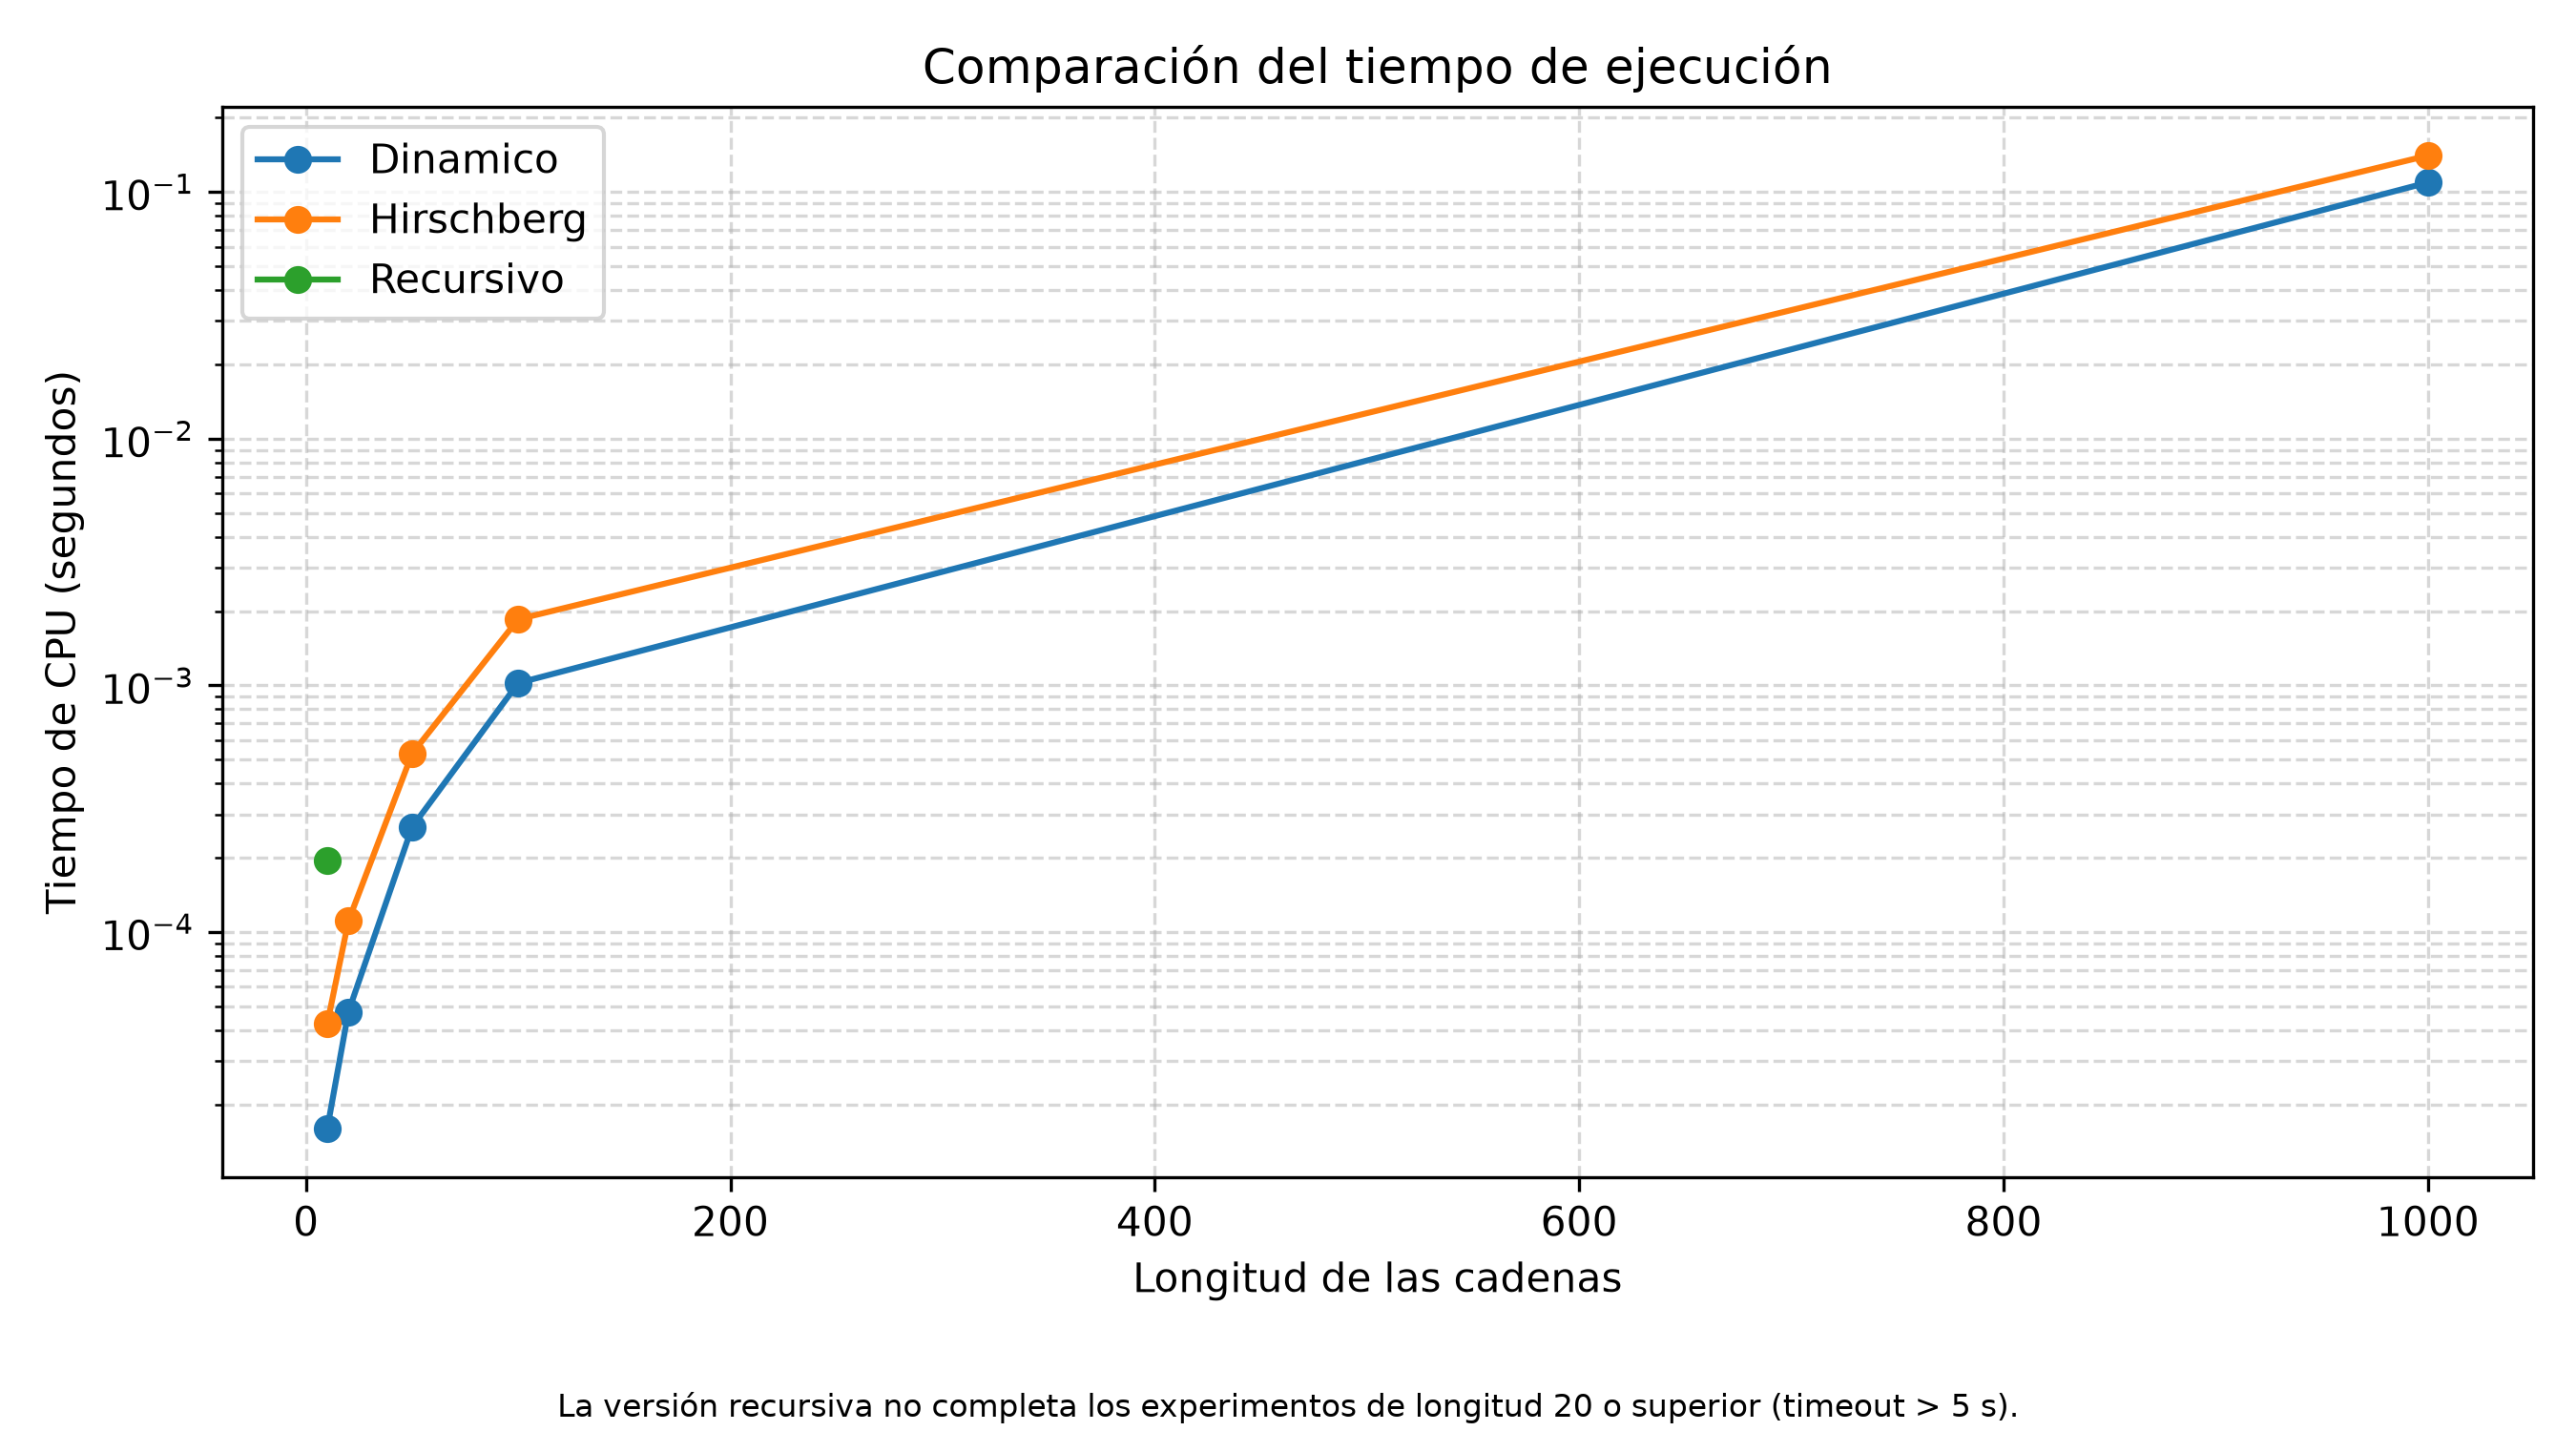 Comparación del tiempo de ejecución
Dinamico
Hirschberg
Recursivo
Tiempo de CPU (segundos)
10⁻¹
10⁻²
10⁻³
10⁻⁴
0 200 400 600 800 1000
Longitud de las cadenas
La versión recursiva no completa los experimentos de longitud 20 o superior (timeout > 5 s).